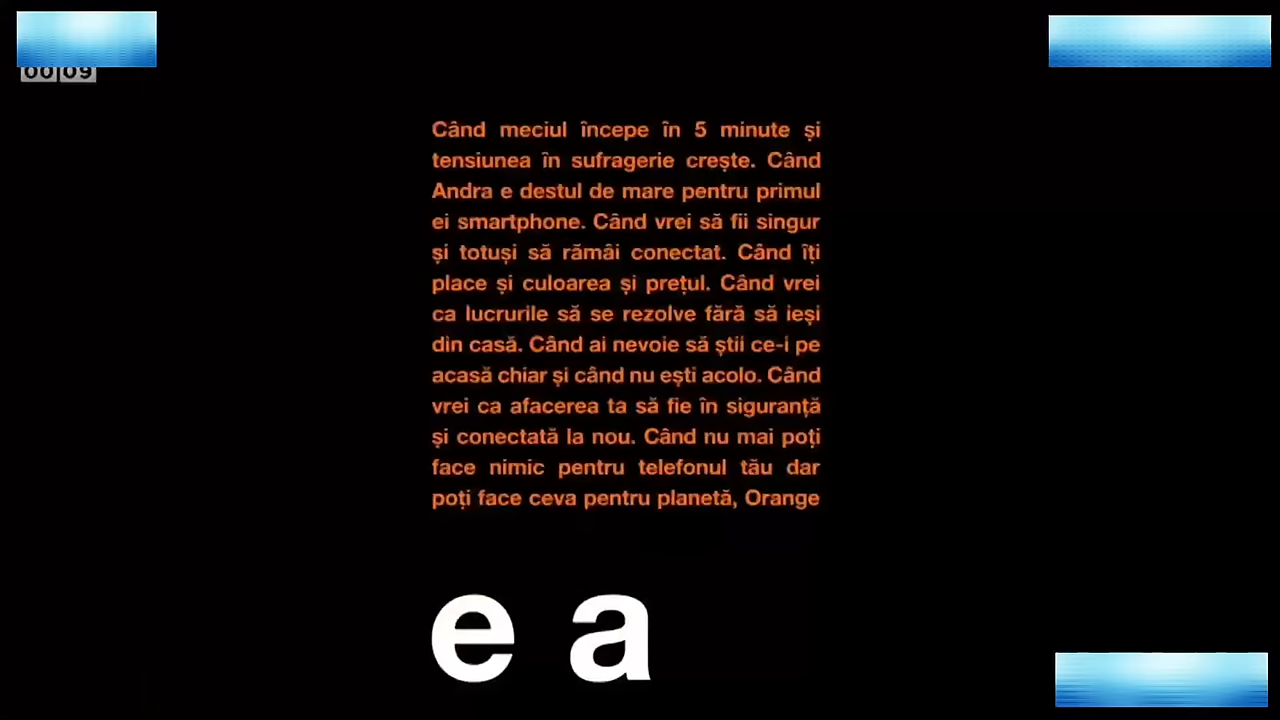 00 09
Când meciul începe în 5 minute și
tensiunea în sufragerie crește. Când
Andra e destul de mare pentru primul
ei smartphone. Când vrei să fii singur
și totuși să rămâi conectat. Când îți
place și culoarea și prețul. Când vrei
ca lucrurile să se rezolve fără să ieși
din casă. Când ai nevoie să știi ce-i pe
acasă chiar și când nu ești acolo. Când
vrei ca afacerea ta să fie în siguranță
și conectată la nou. Când nu mai poți
face nimic pentru telefonul tău dar
poți face ceva pentru planetă, Orange
e a